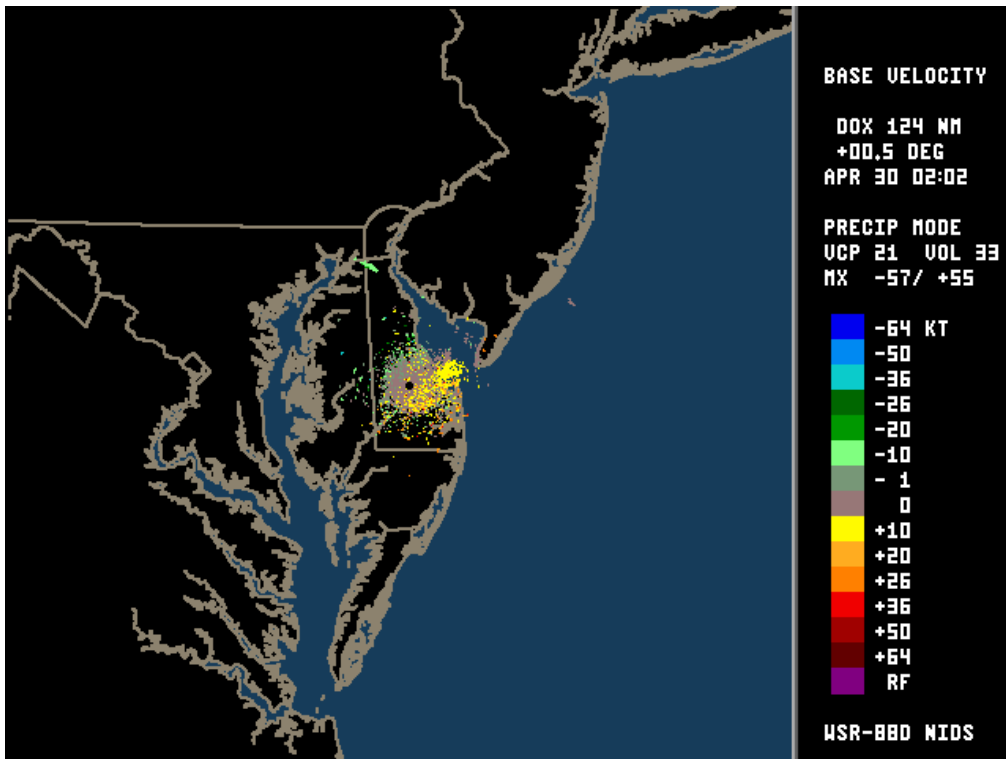 BASE VELOCITY
DOX 124 NM
+00.5 DEG
APR 30 02:02
PRECIP MODE
VCP 21 VOL 33
MX -57/ +55
-64 KT
-50
-36
-26
-20
-10
- 1
0
+10
+20
+26
+36
+50
+64
RF
WSR-88D NIDS